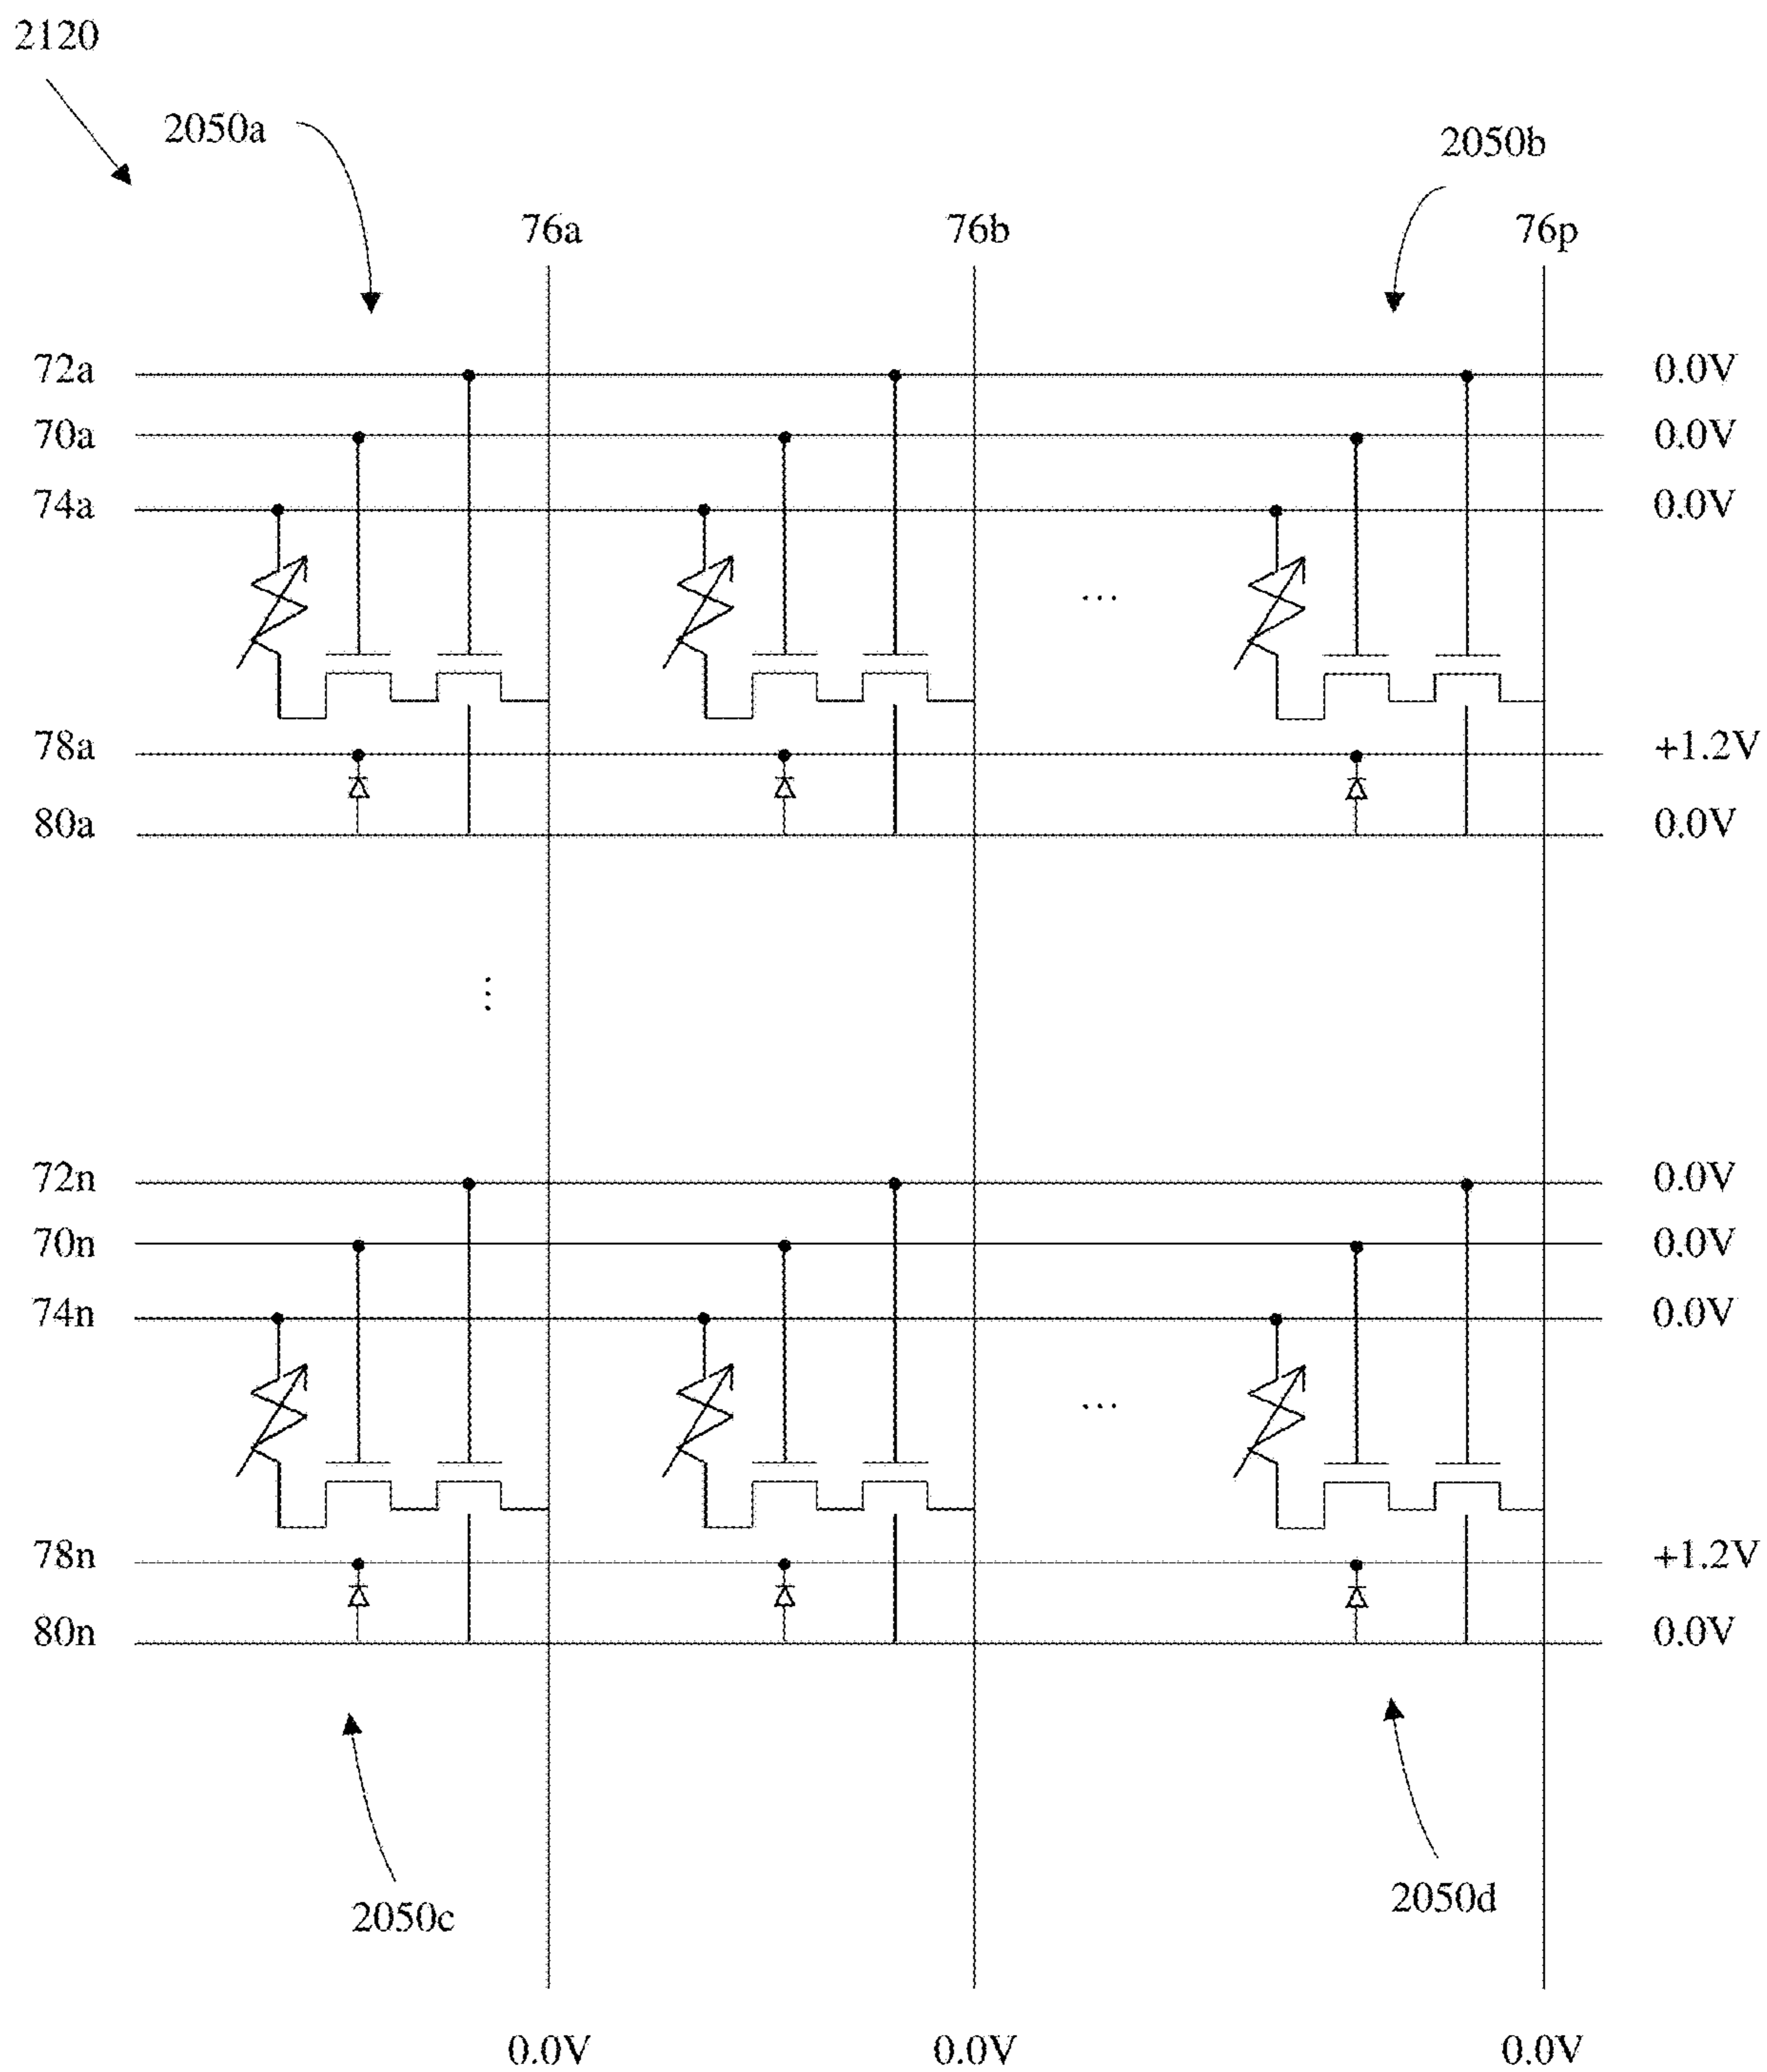 2120
2050a
2050b
76a 76b 76p
72a 0.0V
70a 0.0V
74a 0.0V
...
78a +1.2V
80a 0.0V
...
72n 0.0V
70n 0.0V
74n 0.0V
...
78n +1.2V
80n 0.0V
2050c
2050d
0.0V 0.0V 0.0V